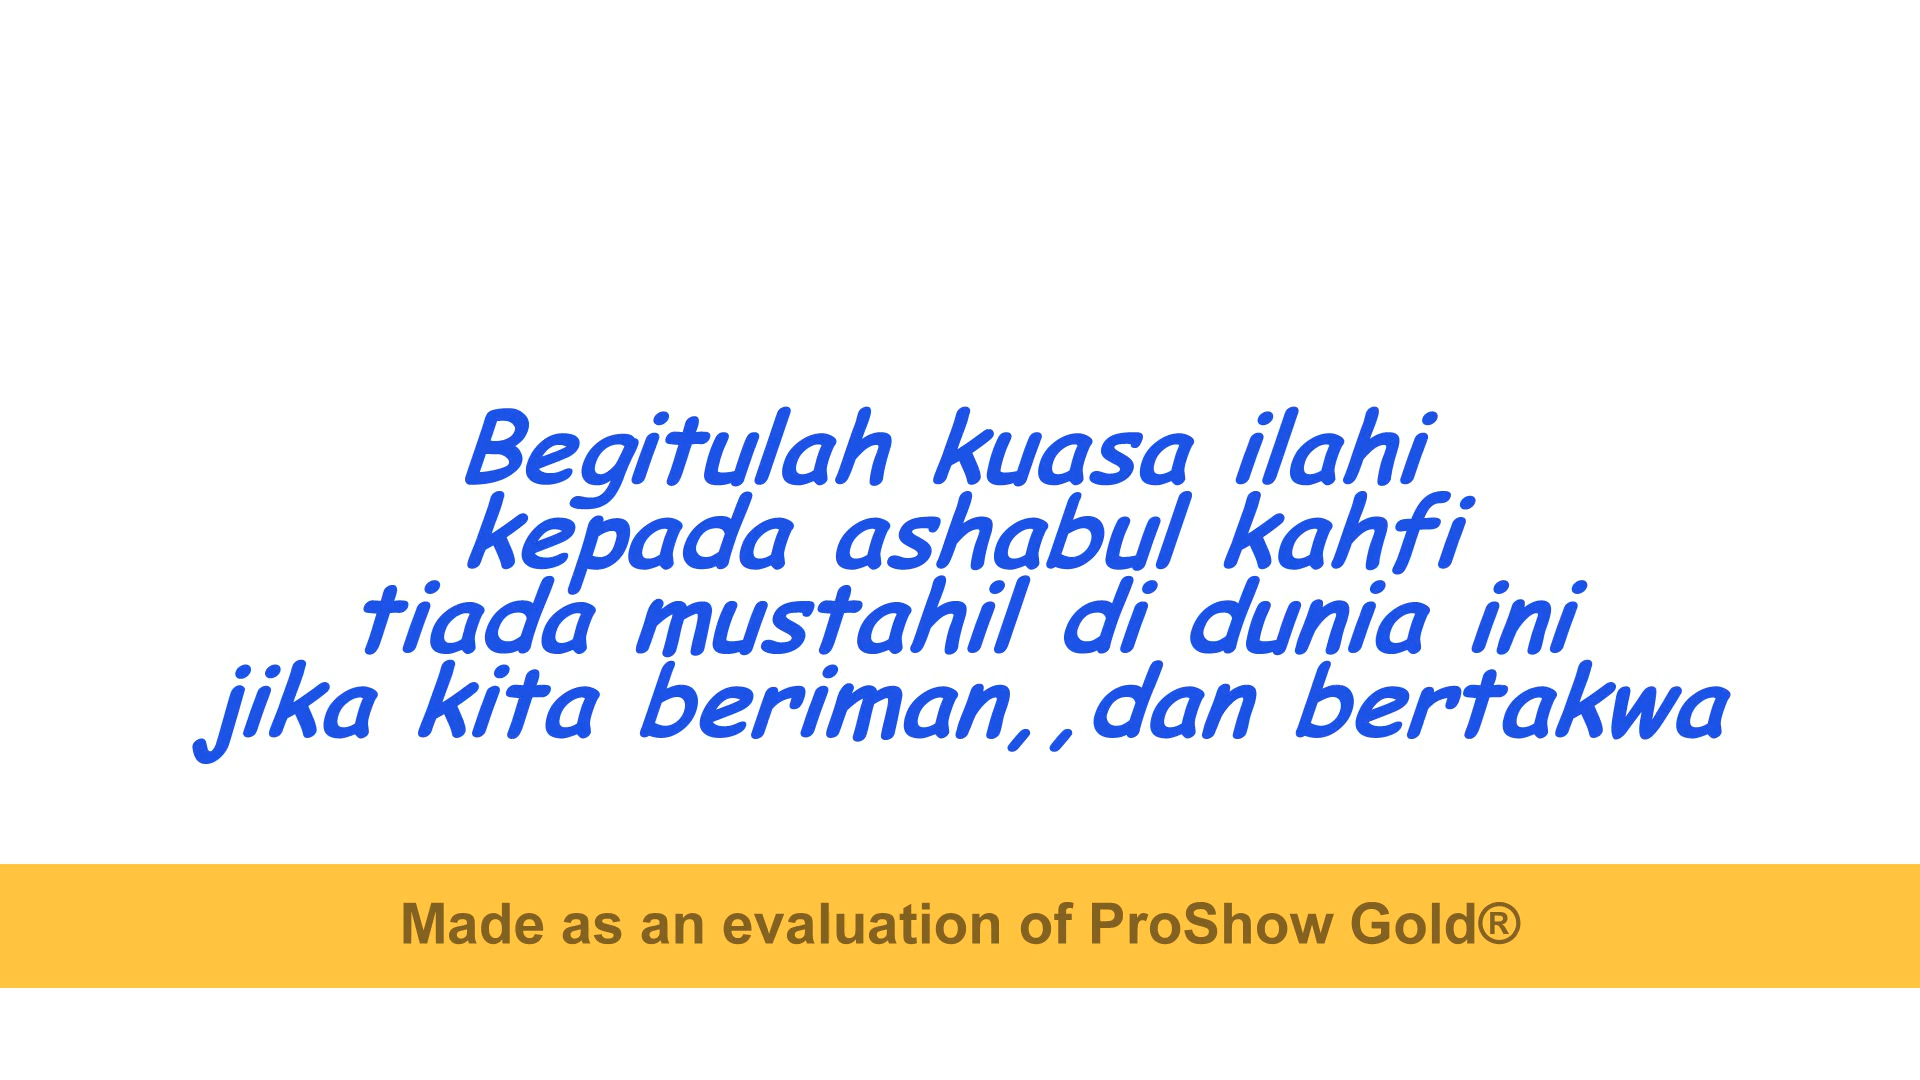 Begitulah kuasa ilahi
kepada ashabul kahfi
tiada mustahil di dunia ini
jika kita beriman,,dan bertakwa
Made as an evaluation of ProShow Gold®